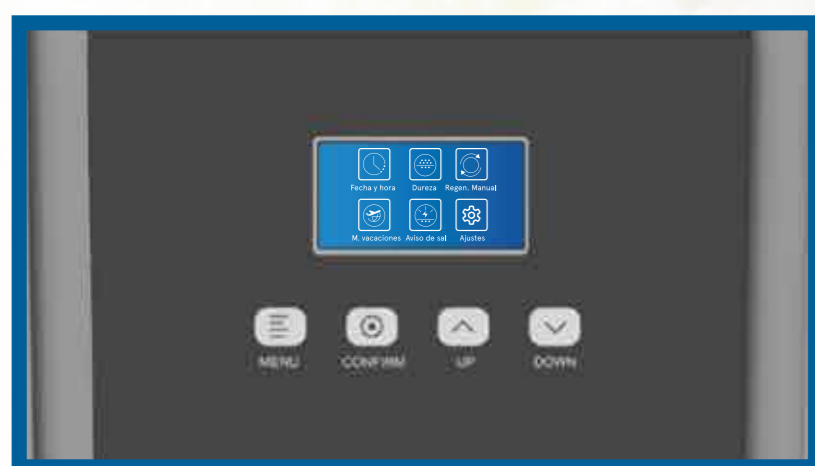 Fecha y hora Dureza Regen. Manual
M. vacaciones Aviso de sal Ajustes
MENU CONFIRM UP DOWN